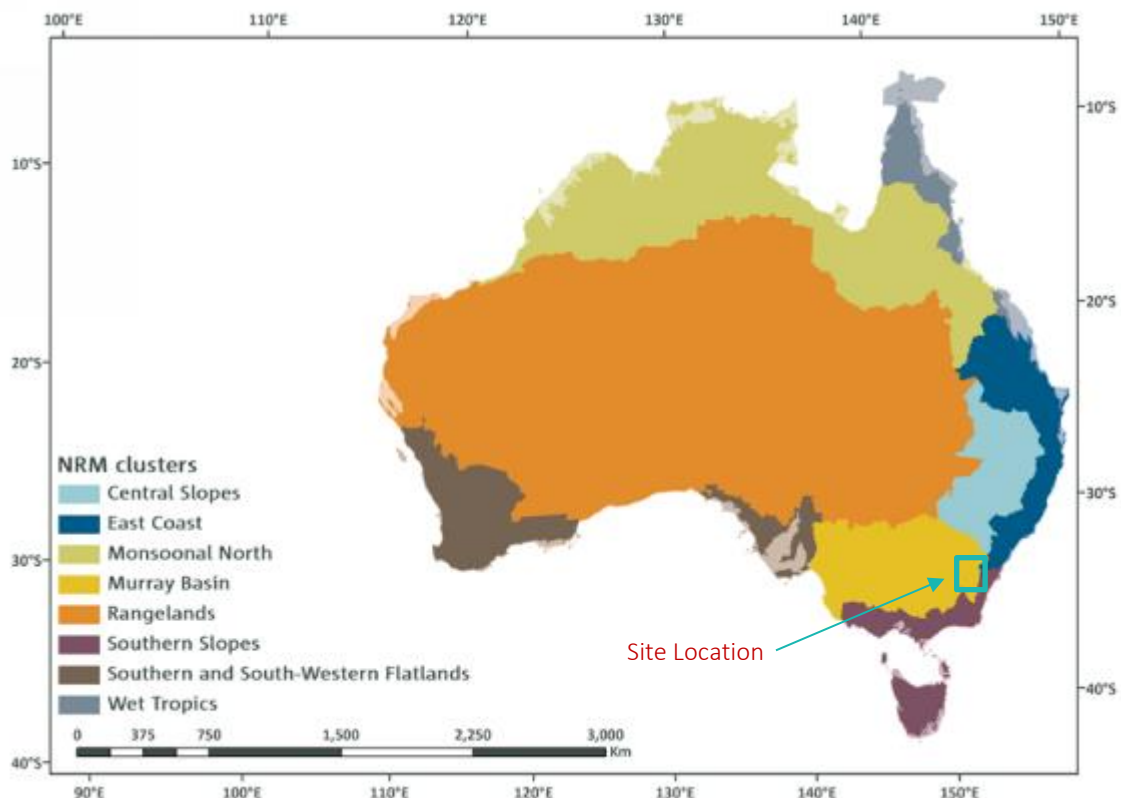 100°E 110°E 120°E 130°E 140°E 150°E
10°S
10°S
20°S
20°S
NRM clusters
Central Slopes
30°S
East Coast
Monsoonal North
30°S
Murray Basin
Rangelands
Southern Slopes
Site Location
Southern and South-Western Flatlands
40°S
Wet Tropics
0 375 750 1,500 2,250 3,000
Km
40°S
90°E 100°E 110°E 120°E 130°E 140°E 150°E